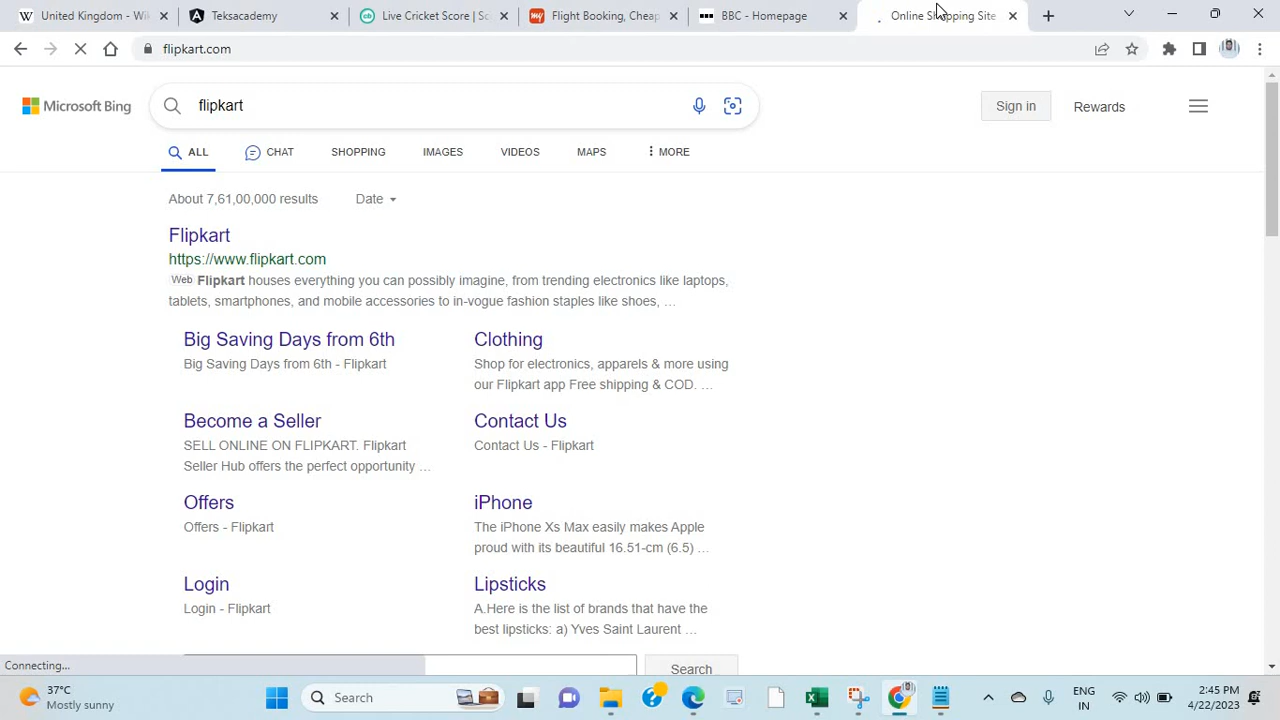 United Kingdom - Wik
Teksacademy
Live Cricket Score | Sc
Flight Booking, Cheap
BBC - Homepage
Online Shopping Site
flipkart.com
Microsoft Bing
flipkart
Sign in
Rewards
ALL
CHAT
SHOPPING
IMAGES
VIDEOS
MAPS
MORE
About 7,61,00,000 results
Date
Flipkart
https://www.flipkart.com
Web Flipkart houses everything you can possibly imagine, from trending electronics like laptops,
tablets, smartphones, and mobile accessories to in-vogue fashion staples like shoes, …
Big Saving Days from 6th
Big Saving Days from 6th - Flipkart
Clothing
Shop for electronics, apparels & more using
our Flipkart app Free shipping & COD. …
Become a Seller
SELL ONLINE ON FLIPKART. Flipkart
Seller Hub offers the perfect opportunity …
Contact Us
Contact Us - Flipkart
Offers
Offers - Flipkart
iPhone
The iPhone Xs Max easily makes Apple
proud with its beautiful 16.51-cm (6.5) …
Login
Login - Flipkart
Lipsticks
A.Here is the list of brands that have the
best lipsticks: a) Yves Saint Laurent …
Search
Connecting...
37°C
Mostly sunny
Search
ENG
IN
2:45 PM
4/22/2023